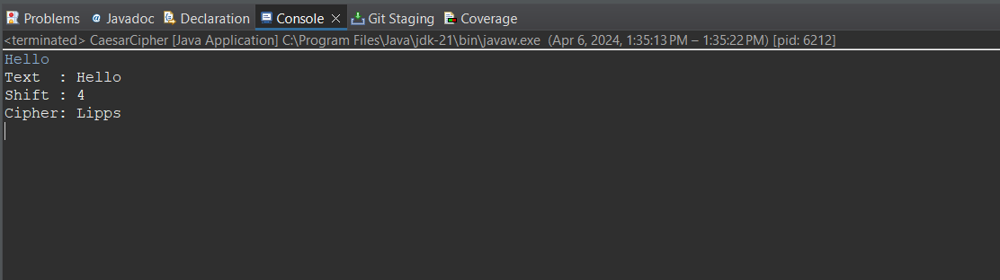 Problems Javadoc Declaration Console Git Staging Coverage
<terminated> CaesarCipher [Java Application] C:\Program Files\Java\jdk-21\bin\javaw.exe (Apr 6, 2024, 1:35:13 PM – 1:35:22 PM) [pid: 6212]
Hello
Text  : Hello
Shift : 4
Cipher: Lipps